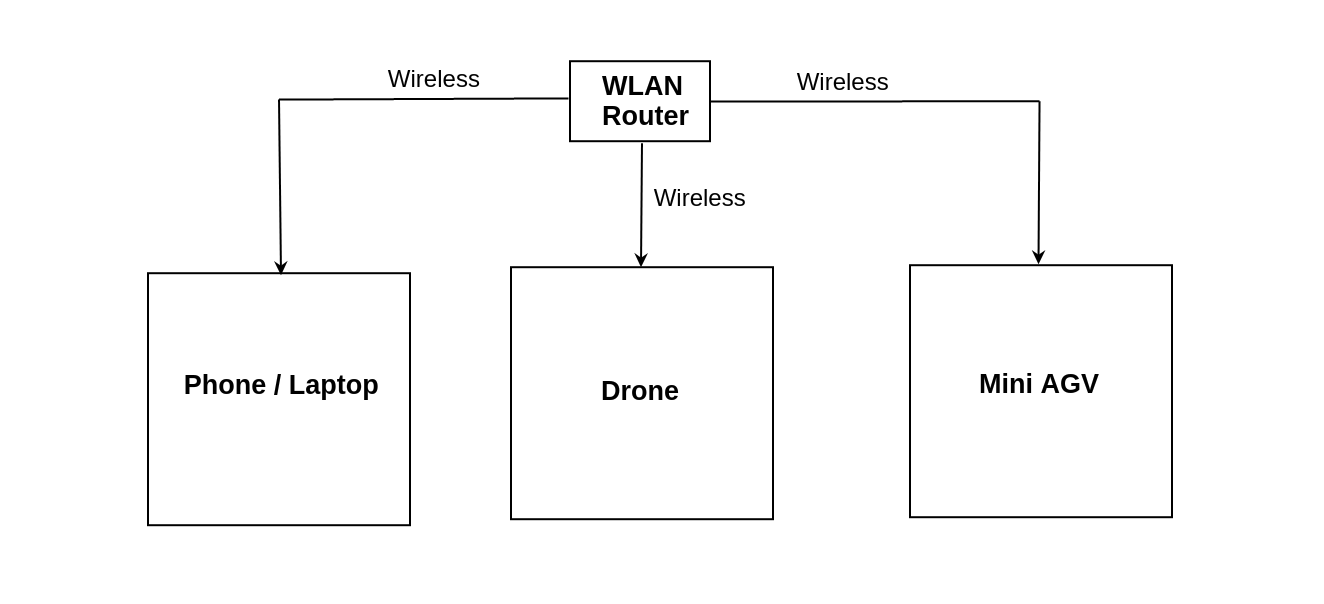 Wireless
WLAN
Router
Wireless
Wireless
Phone / Laptop
Drone
Mini AGV